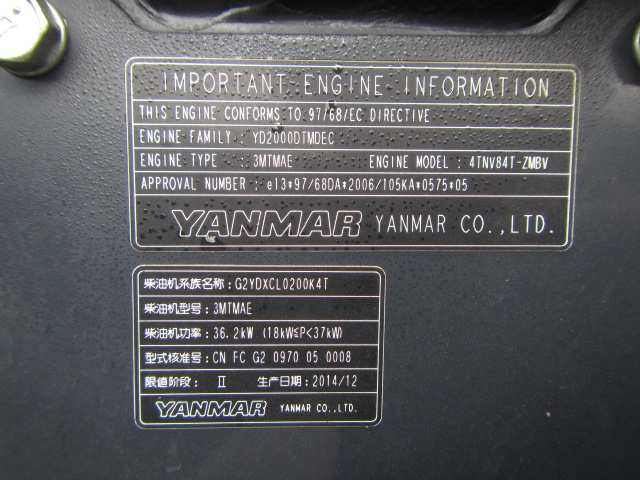 IMPORTANT ENGINE INFORMATION
THIS ENGINE CONFORMS TO 97/68/EC DIRECTIVE
ENGINE FAMILY : YD2000DTMDEC
ENGINE TYPE : 3MTMAE ENGINE MODEL : 4TNV84T-ZMBV
APPROVAL NUMBER : e13*97/68DA*2006/105KA*0575*05
YANMAR YANMAR CO.,LTD.
柴油机系族名称: G2YDXCL0200K4T
柴油机型号: 3MTMAE
柴油机功率: 36.2kW (18kW≦P<37kW)
型式核准号: CN FC G2 0970 05 0008
限值阶段: Ⅱ 生产日期: 2014/12
YANMAR YANMAR CO.,LTD.